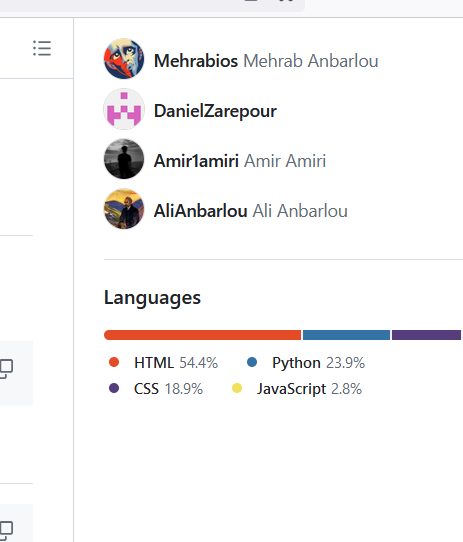 Mehrabios Mehrab Anbarlou
DanielZarepour
Amir1amiri Amir Amiri
AliAnbarlou Ali Anbarlou
Languages
HTML 54.4% Python 23.9%
CSS 18.9% JavaScript 2.8%